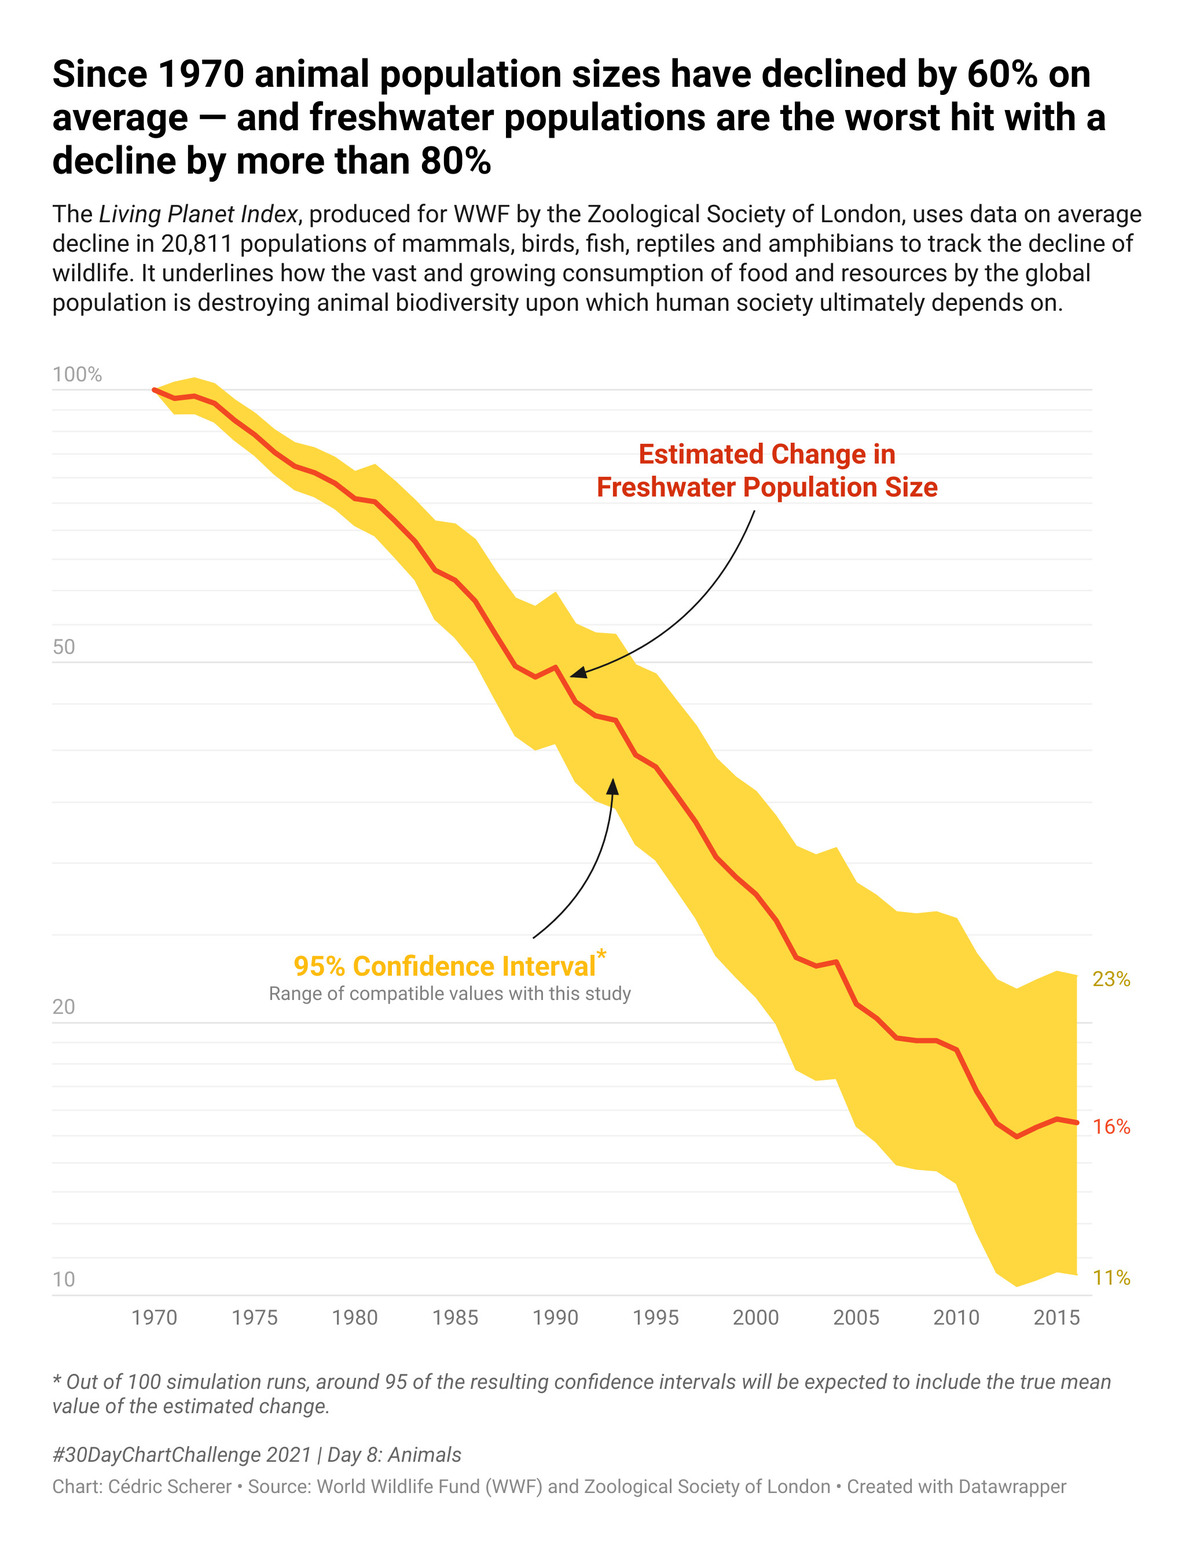 Since 1970 animal population sizes have declined by 60% on
average — and freshwater populations are the worst hit with a
decline by more than 80%
The Living Planet Index, produced for WWF by the Zoological Society of London, uses data on average
decline in 20,811 populations of mammals, birds, fish, reptiles and amphibians to track the decline of
wildlife. It underlines how the vast and growing consumption of food and resources by the global
population is destroying animal biodiversity upon which human society ultimately depends on.
100%
Estimated Change in
Freshwater Population Size
50
95% Confidence Interval*
Range of compatible values with this study
23%
20
16%
11%
10
1970 1975 1980 1985 1990 1995 2000 2005 2010 2015
* Out of 100 simulation runs, around 95 of the resulting confidence intervals will be expected to include the true mean
value of the estimated change.
#30DayChartChallenge 2021 | Day 8: Animals
Chart: Cédric Scherer • Source: World Wildlife Fund (WWF) and Zoological Society of London • Created with Datawrapper